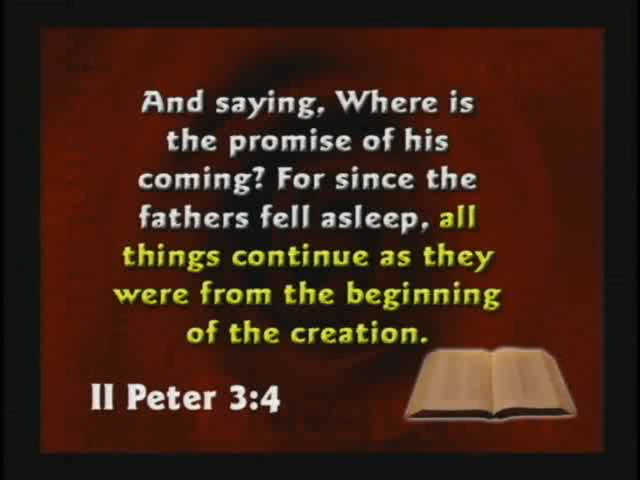 And saying, Where is
the promise of his
coming? For since the
fathers fell asleep, all
things continue as they
were from the beginning
of the creation.
II Peter 3:4